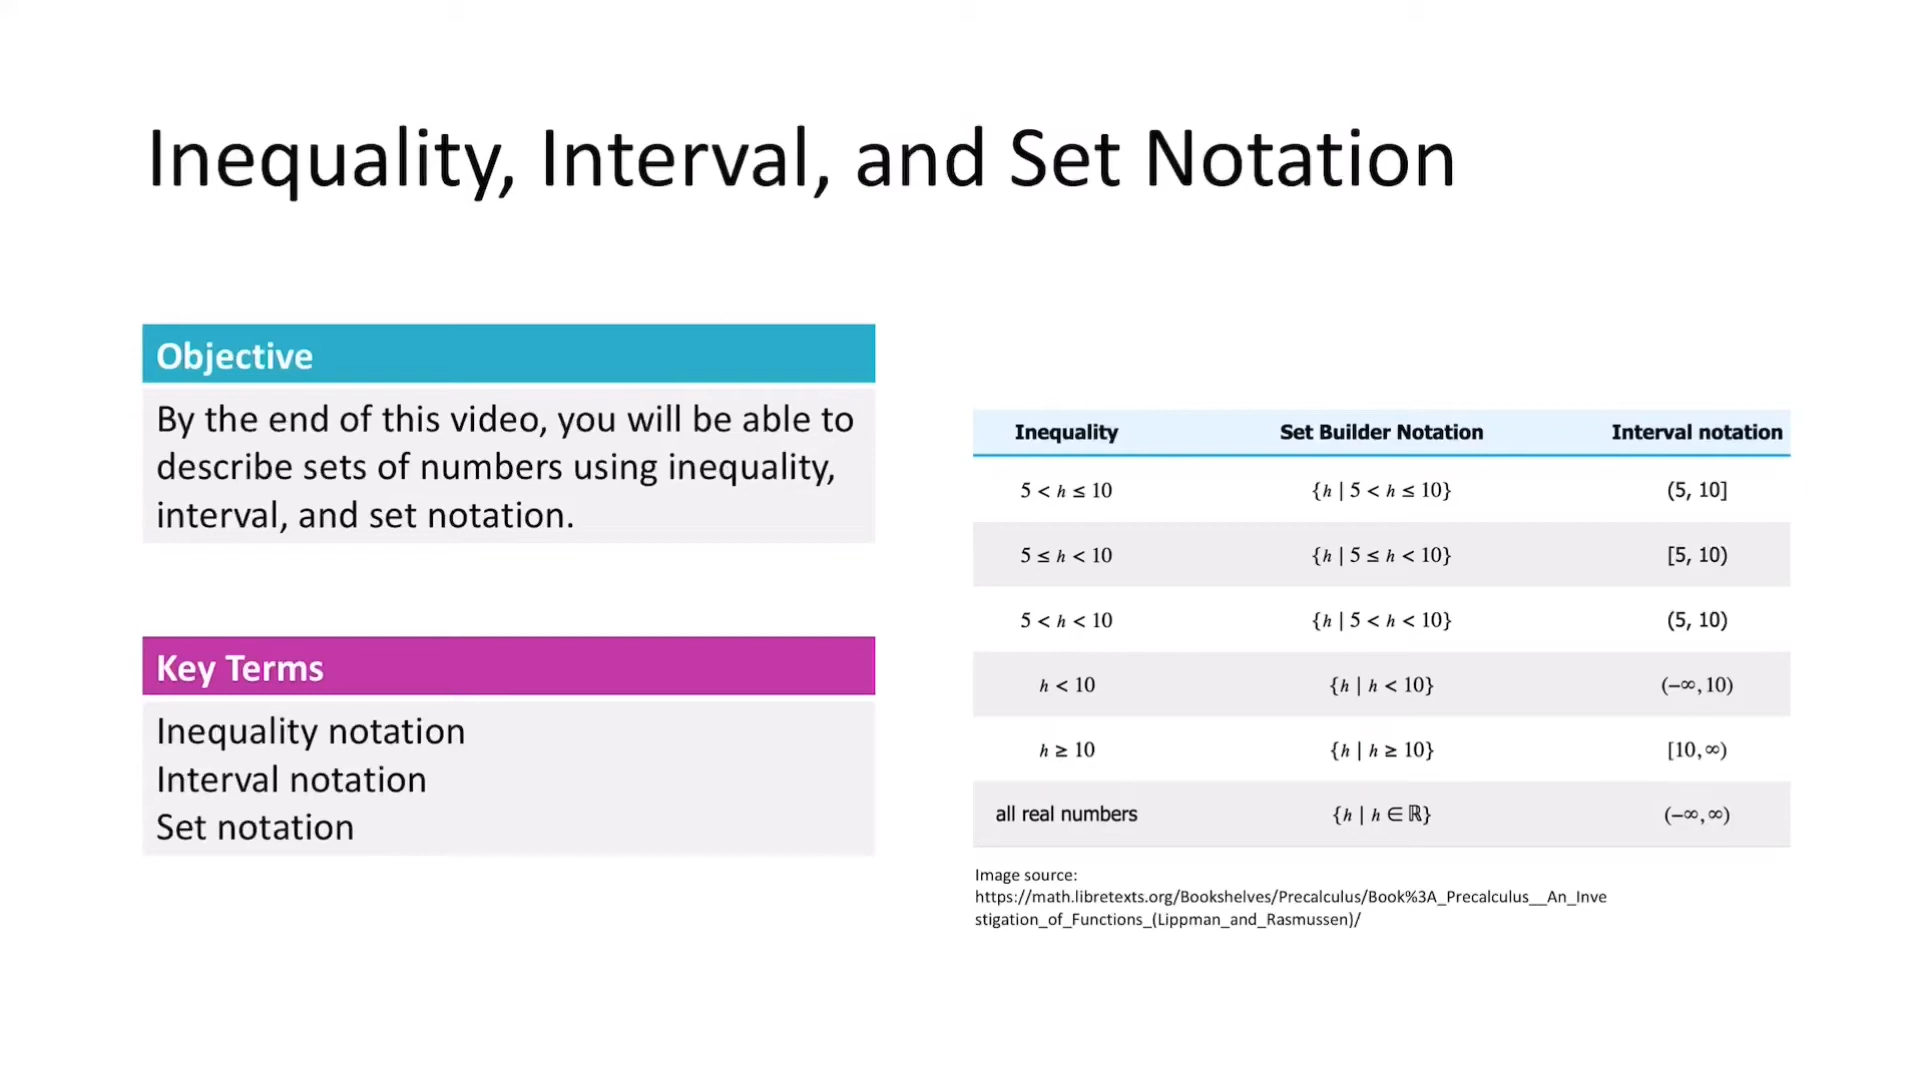 Inequality, Interval, and Set Notation
Objective
By the end of this video, you will be able to
describe sets of numbers using inequality,
interval, and set notation.
Key Terms
Inequality notation
Interval notation
Set notation
Inequality Set Builder Notation Interval notation
5 < h ≤ 10 {h | 5 < h ≤ 10} (5, 10]
5 ≤ h < 10 {h | 5 ≤ h < 10} [5, 10)
5 < h < 10 {h | 5 < h < 10} (5, 10)
h < 10 {h | h < 10} (−∞, 10)
h ≥ 10 {h | h ≥ 10} [10, ∞)
all real numbers {h | h ∈ ℝ} (−∞, ∞)
Image source:
https://math.libretexts.org/Bookshelves/Precalculus/Book%3A_Precalculus__An_Inve
stigation_of_Functions_(Lippman_and_Rasmussen)/